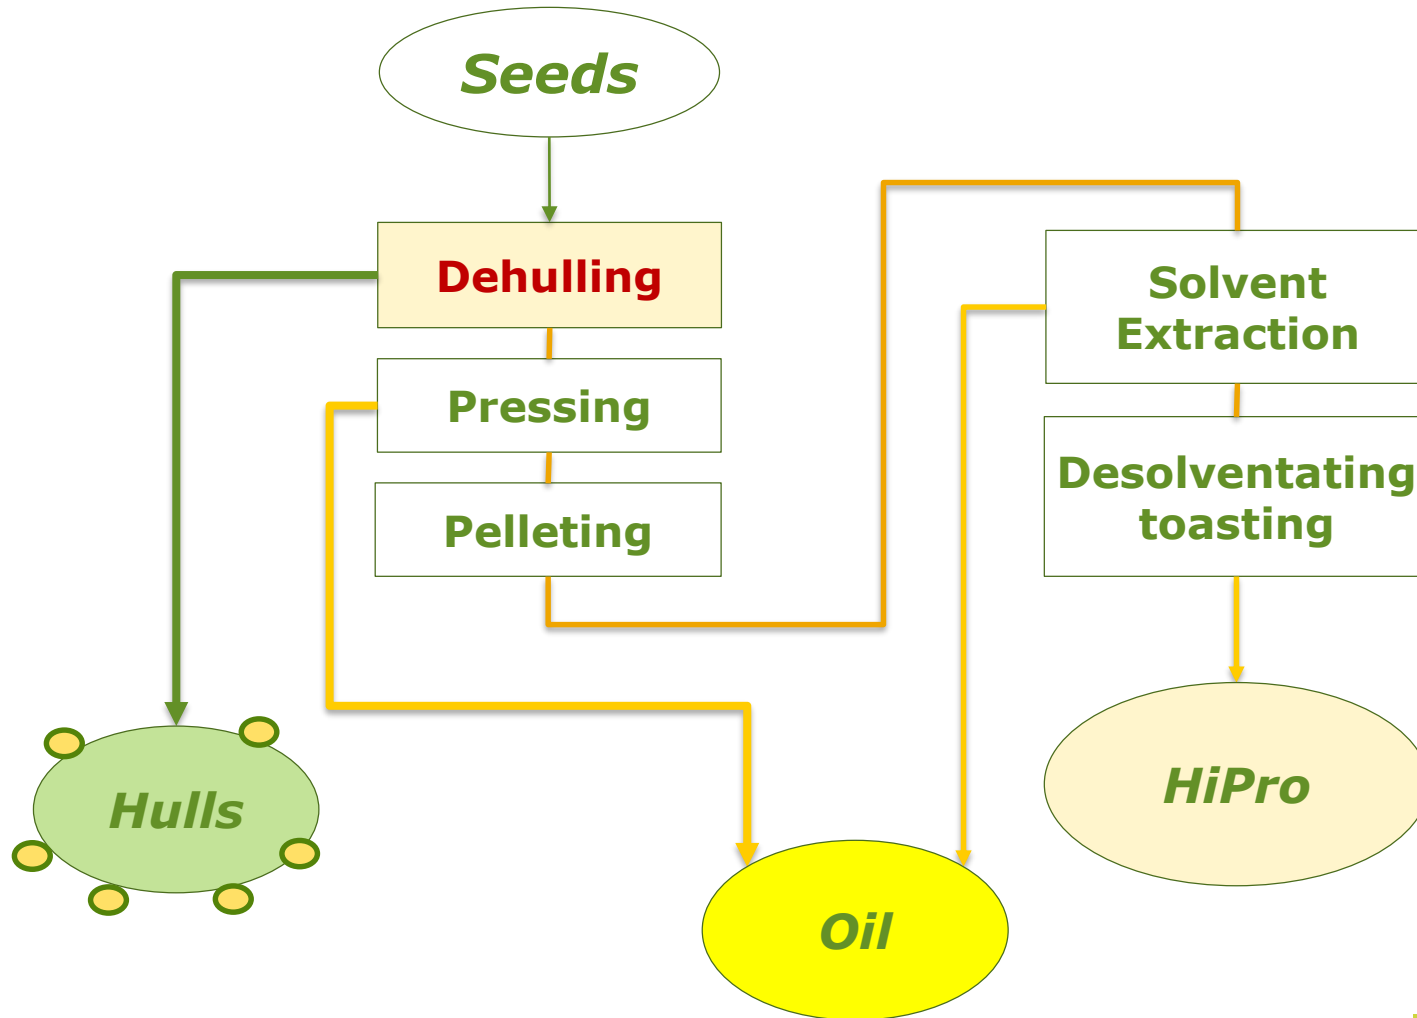 Seeds
Dehulling
Pressing
Pelleting
Solvent
Extraction
Desolventating
toasting
Hulls
HiPro
Oil